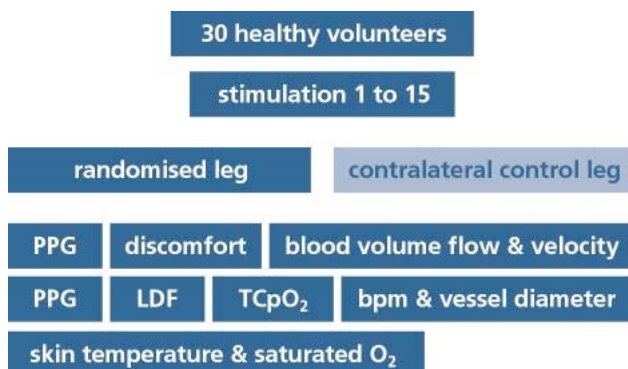 30 healthy volunteers
stimulation 1 to 15
randomised leg contralateral control leg
PPG discomfort blood volume flow & velocity
PPG LDF TCpO₂ bpm & vessel diameter
skin temperature & saturated O₂